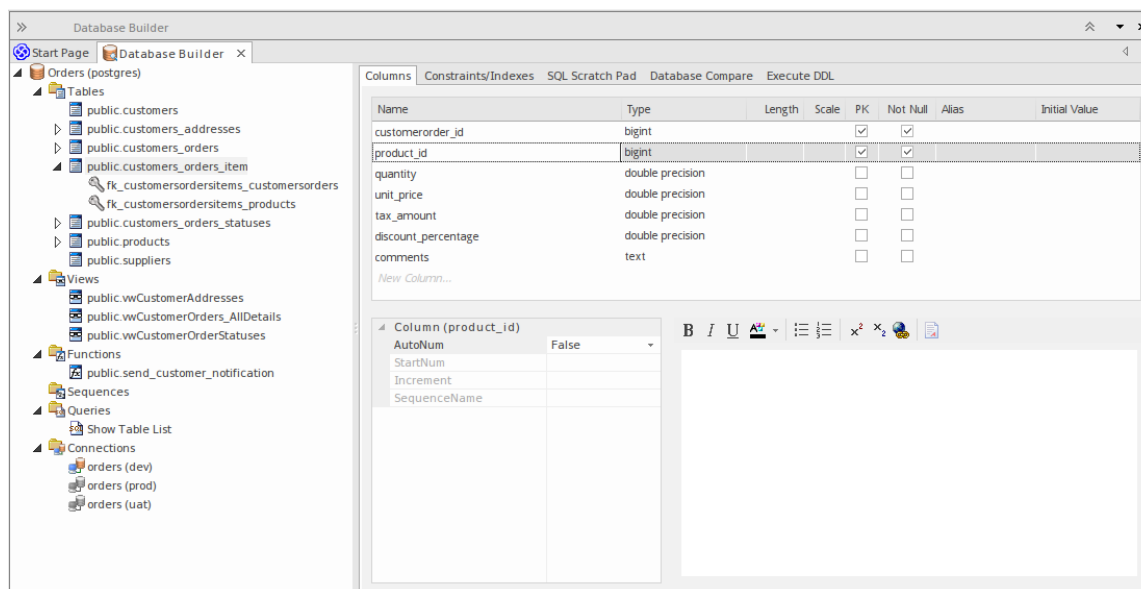 Database Builder
Start Page Database Builder
Orders (postgres)
Tables
public.customers
public.customers_addresses
public.customers_orders
public.customers_orders_item
fk_customersordersitems_customersorders
fk_customersordersitems_products
public.customers_orders_statuses
public.products
public.suppliers
Views
public.vwCustomerAddresses
public.vwCustomerOrders_AllDetails
public.vwCustomerOrderStatuses
Functions
public.send_customer_notification
Sequences
Queries
Show Table List
Connections
orders (dev)
orders (prod)
orders (uat)
Columns Constraints/Indexes SQL Scratch Pad Database Compare Execute DDL
Name Type Length Scale PK Not Null Alias Initial Value
customerorder_id bigint
product_id bigint
quantity double precision
unit_price double precision
tax_amount double precision
discount_percentage double precision
comments text
New Column...
Column (product_id)
AutoNum False
StartNum
Increment
SequenceName
B I U A x² x₂